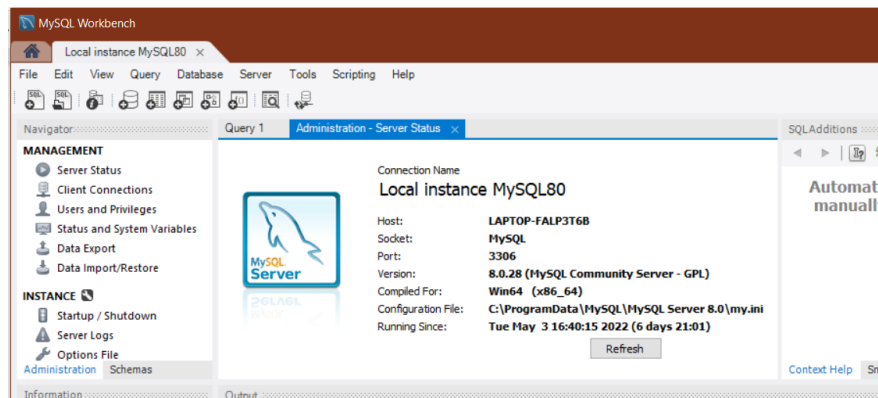 MySQL Workbench
Local instance MySQL80 ×
File Edit View Query Database Server Tools Scripting Help
SQL SQL
Navigator
MANAGEMENT
Server Status
Client Connections
Users and Privileges
Status and System Variables
Data Export
Data Import/Restore
INSTANCE
Startup / Shutdown
Server Logs
Options File
Administration Schemas
Information
Query 1 Administration - Server Status ×
MySQL
Server
Connection Name
Local instance MySQL80
Host: LAPTOP-FALP3T6B
Socket: MySQL
Port: 3306
Version: 8.0.28 (MySQL Community Server - GPL)
Compiled For: Win64 (x86_64)
Configuration File: C:\ProgramData\MySQL\MySQL Server 8.0\my.ini
Running Since: Tue May 3 16:40:15 2022 (6 days 21:01)
Refresh
Output
SQLAdditions
Automat
manuall
Context Help Sn